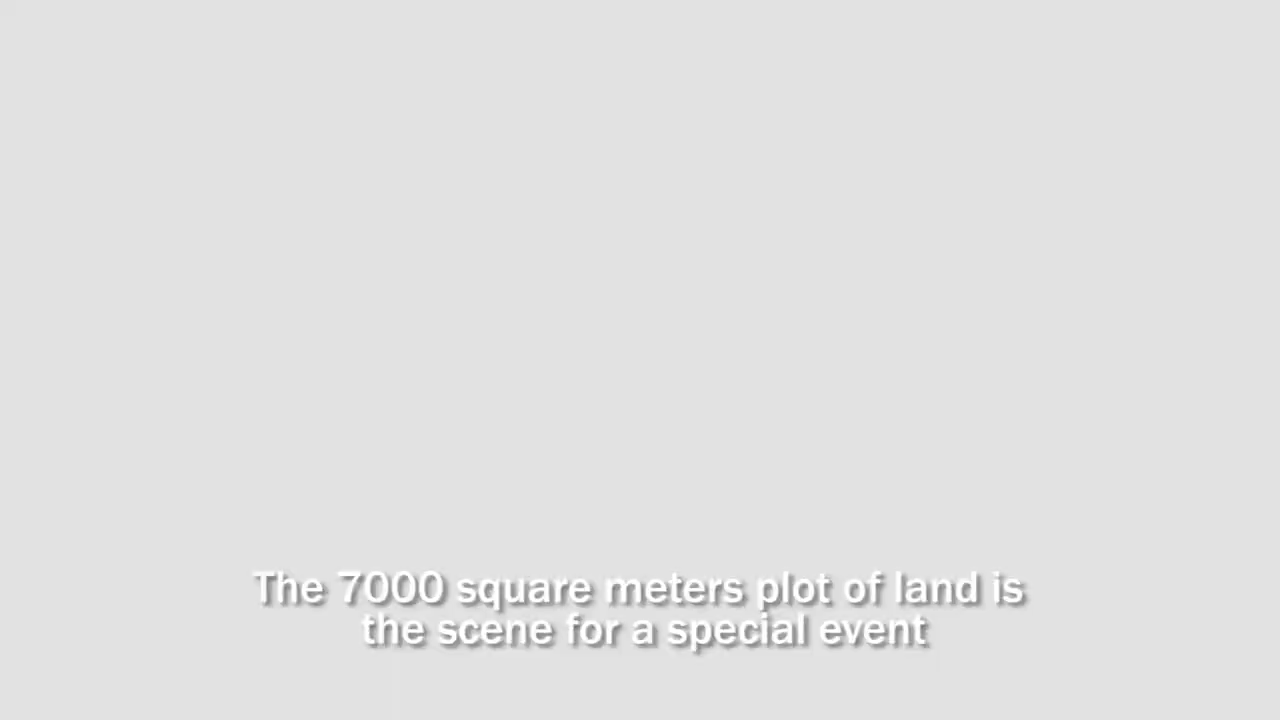 The 7000 square meters plot of land is
the scene for a special event